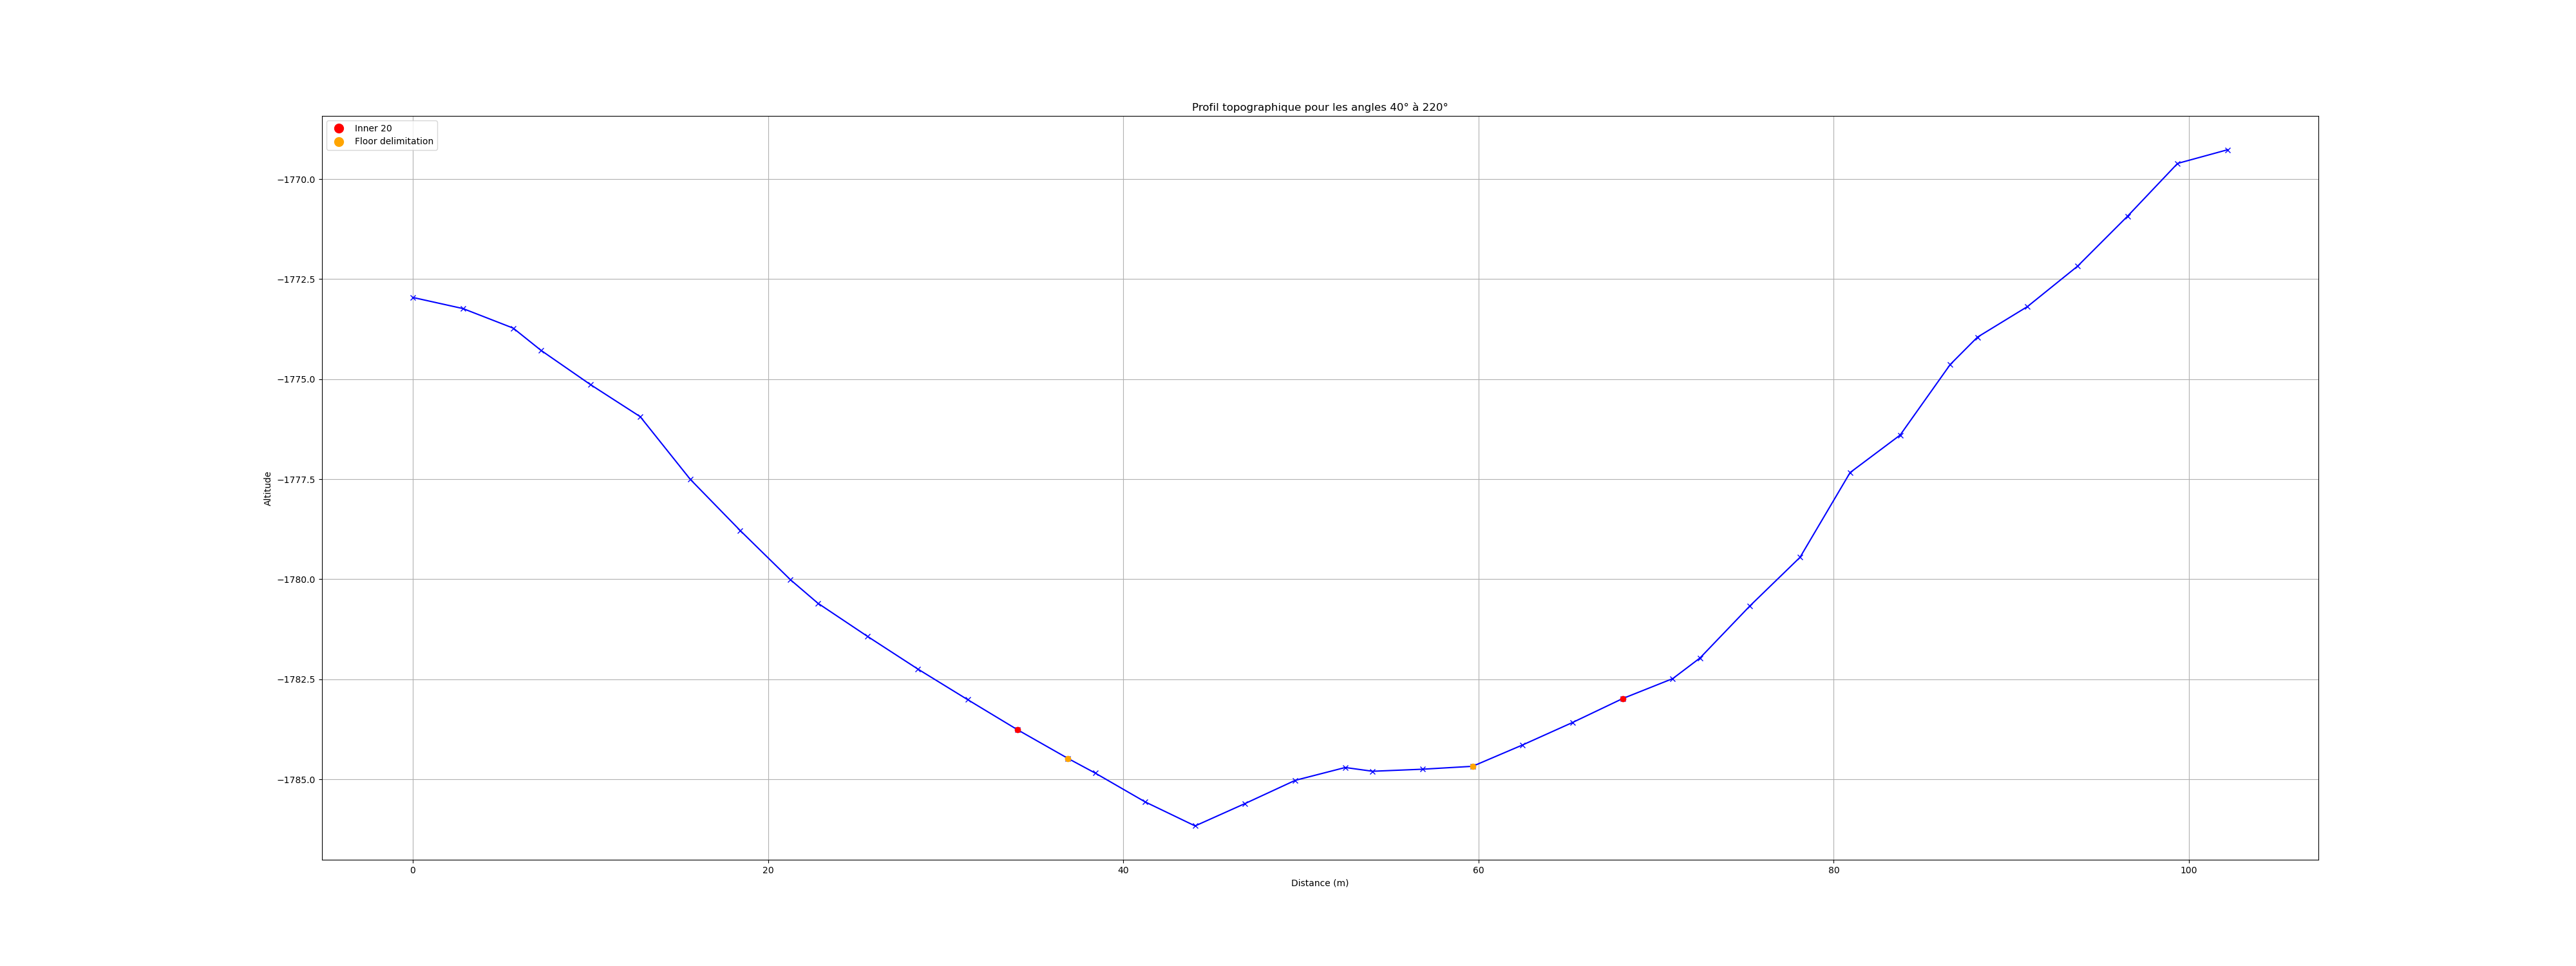 Profil topographique pour les angles 40° à 220°
Inner 20
Floor delimitation
−1770.0
−1772.5
−1775.0
−1777.5
−1780.0
−1782.5
−1785.0
Altitude
0 20 40 60 80 100
Distance (m)